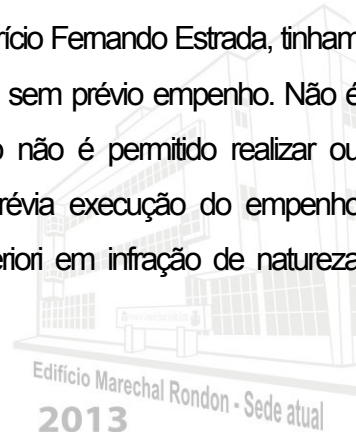 rício Fernando Estrada, tinham
sem prévio empenho. Não é
não é permitido realizar ou
révia execução do empenho
eriori em infração de natureza
Edifício Marechal Rondon - Sede atual
2013